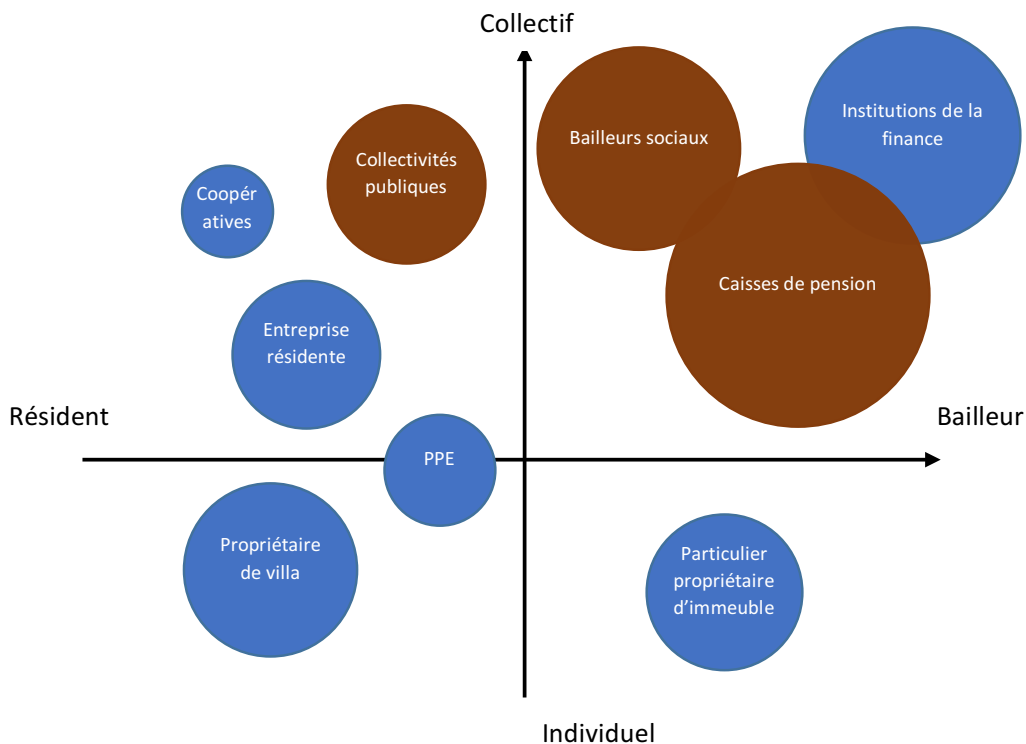 Collectif
Institutions de la
finance
Bailleurs sociaux
Collectivités
publiques
Coopér
atives
Caisses de pension
Entreprise
résidente
Résident
Bailleur
PPE
Propriétaire
de villa
Particulier
propriétaire
d’immeuble
Individuel